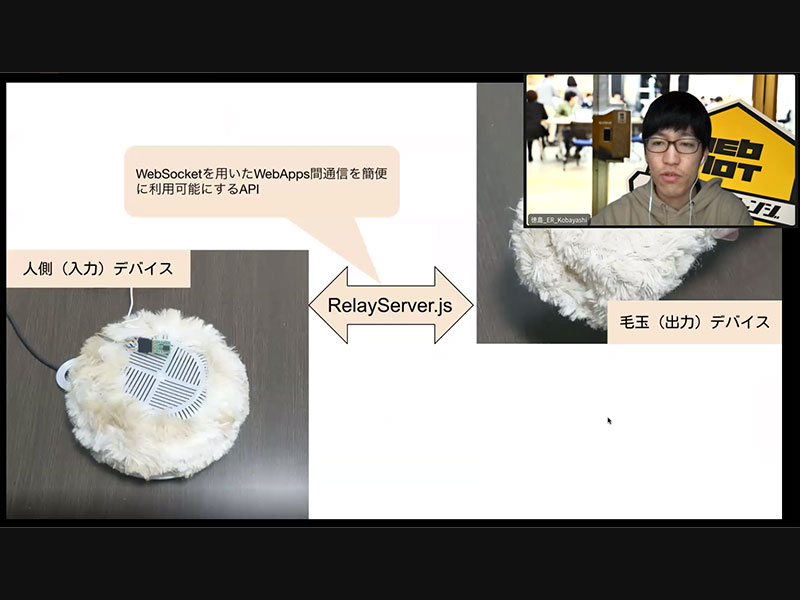 WebSocketを用いたWebApps間通信を簡便
に利用可能にするAPI
WEB
IOT
徳島_ER_Kobayashi
人側（入力）デバイス
RelayServer.js
毛玉（出力）デバイス